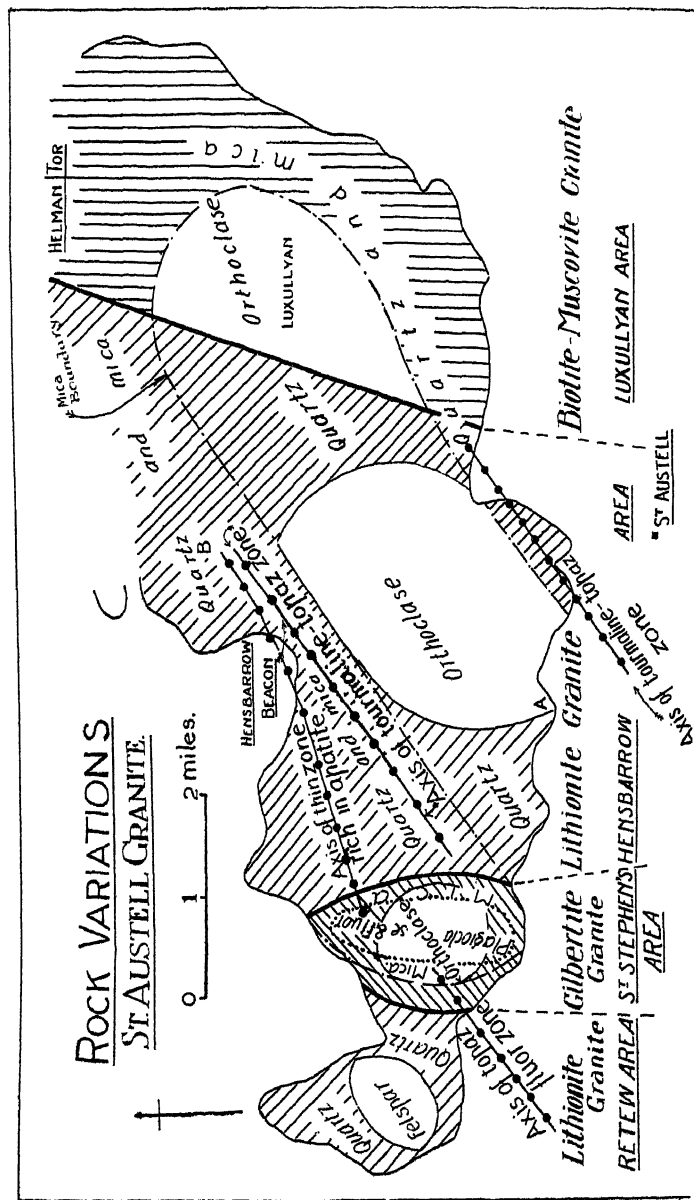 ROCK VARIATIONS
ST AUSTELL GRANITE.
0 1 2 miles.
HELMAN TOR
Mica
Boundary
mica
and
Quartz
Orthoclase
LUXULLYAN
Quartz and mica
Quartz
B
HENSBARROW
BEACON
Axis of tourmaline-topaz zone
Axis of thin zone
rich in apatite
Quartz and mica
Orthoclase
A
Quartz
Orthoclase
Plagioclase & fluor
Mica
M
Quartz
Quartz
Felspar
Axis of topaz
fluor zone
Axis of tourmaline-topaz
zone
Lithionite
Granite
Gilbertite
Granite
Lithionite Granite
Biotite-Muscovite Granite
RETEW AREA
ST STEPHENS
AREA
HENSBARROW
AREA
LUXULLYAN AREA
ST AUSTELL